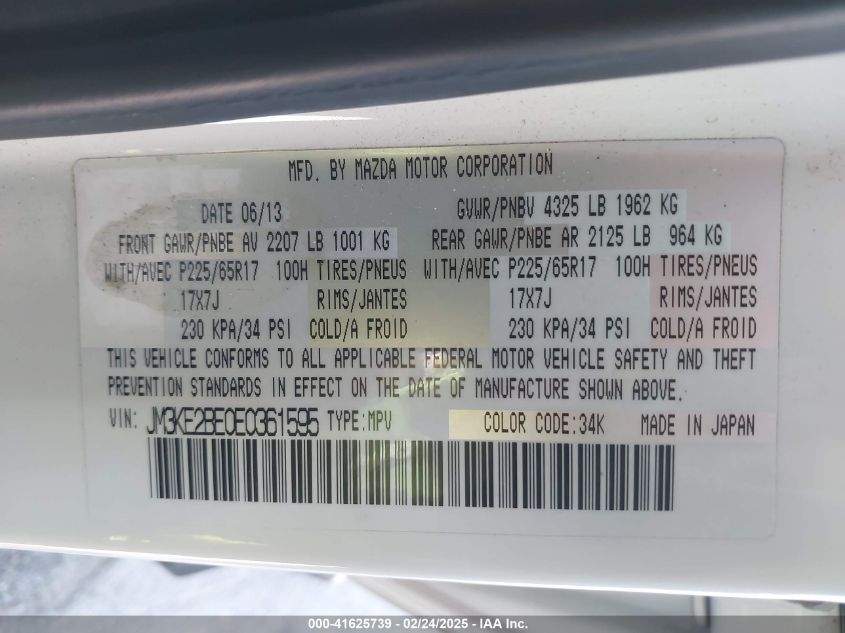 MFD. BY MAZDA MOTOR CORPORATION
DATE 06/13 GVWR/PNBV 4325 LB 1962 KG
FRONT GAWR/PNBE AV 2207 LB 1001 KG REAR GAWR/PNBE AR 2125 LB 964 KG
WITH/AVEC P225/65R17 100H TIRES/PNEUS WITH/AVEC P225/65R17 100H TIRES/PNEUS
17X7J RIMS/JANTES 17X7J RIMS/JANTES
230 KPA/34 PSI COLD/A FROID 230 KPA/34 PSI COLD/A FROID
THIS VEHICLE CONFORMS TO ALL APPLICABLE FEDERAL MOTOR VEHICLE SAFETY AND THEFT
PREVENTION STANDARDS IN EFFECT ON THE DATE OF MANUFACTURE SHOWN ABOVE.
VIN: JM3KE2BE0E0361595 TYPE:MPV COLOR CODE:34K MADE IN JAPAN
000-41625739 - 02/24/2025 - IEEE - IAAI Inc.